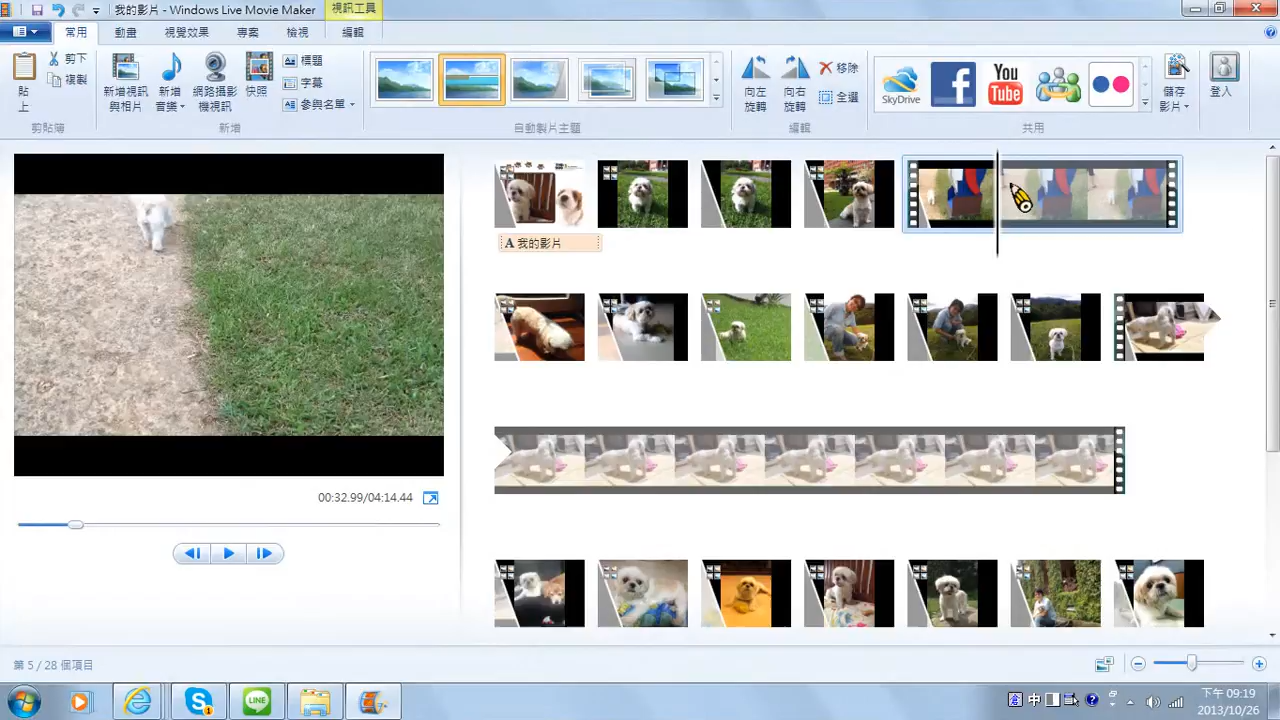 我的影片 - Windows Live Movie Maker
視訊工具
常用
動畫
視覺效果
專案
檢視
編輯
貼上
剪下
複製
剪貼簿
新增視訊與相片
新增音樂
網路攝影機視訊
快照
標題
字幕
參與名單
新增
自動製片主題
向左旋轉
向右旋轉
移除
全選
編輯
SkyDrive
f
You Tube
共用
儲存影片
登入
A 我的影片
00:32.99/04:14.44
第 5 / 28 個項目
LINE
中
下午 09:19
2013/10/26